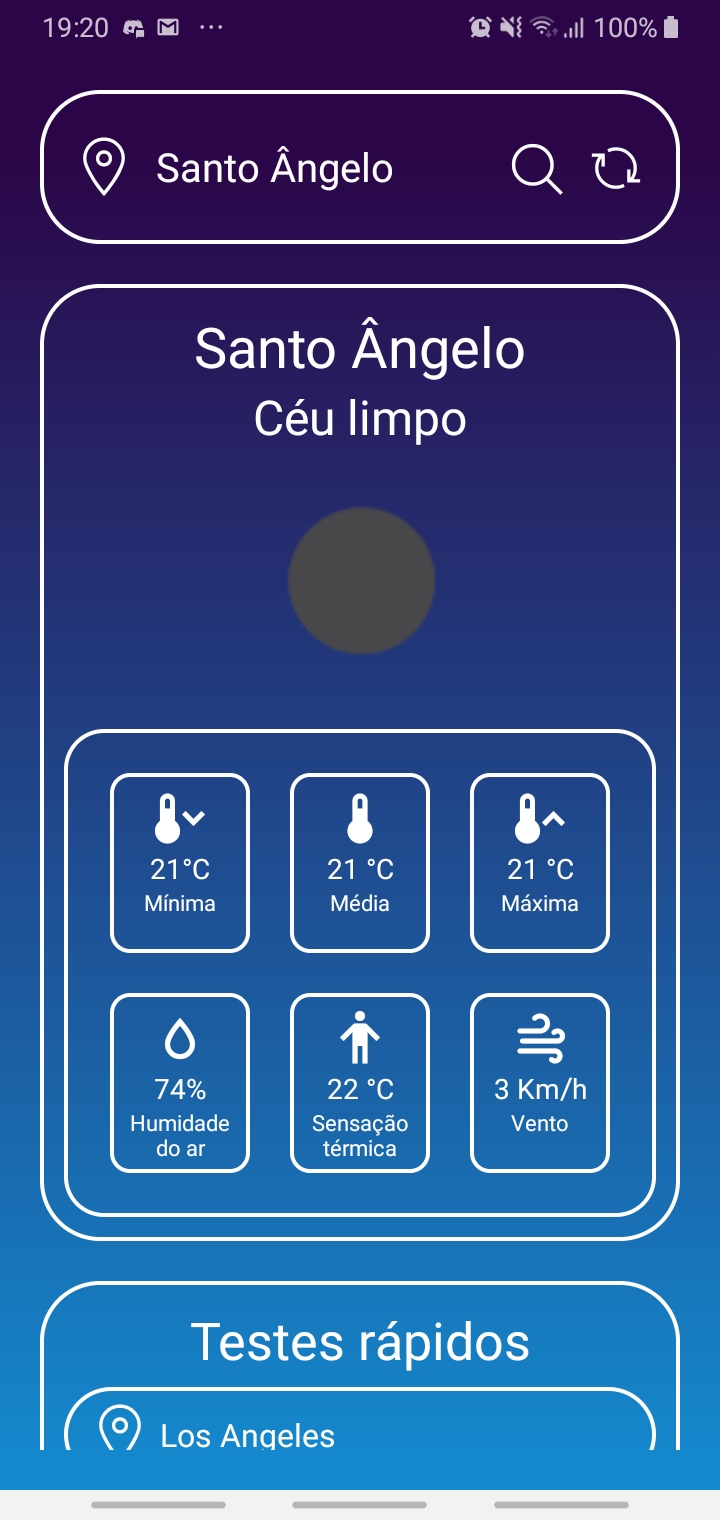 19:20 100%
Santo Ângelo
Santo Ângelo
Céu limpo
21°C 21 °C 21 °C
Mínima Média Máxima
74% 22 °C 3 Km/h
Humidade Sensação Vento
do ar térmica
Testes rápidos
Los Angeles